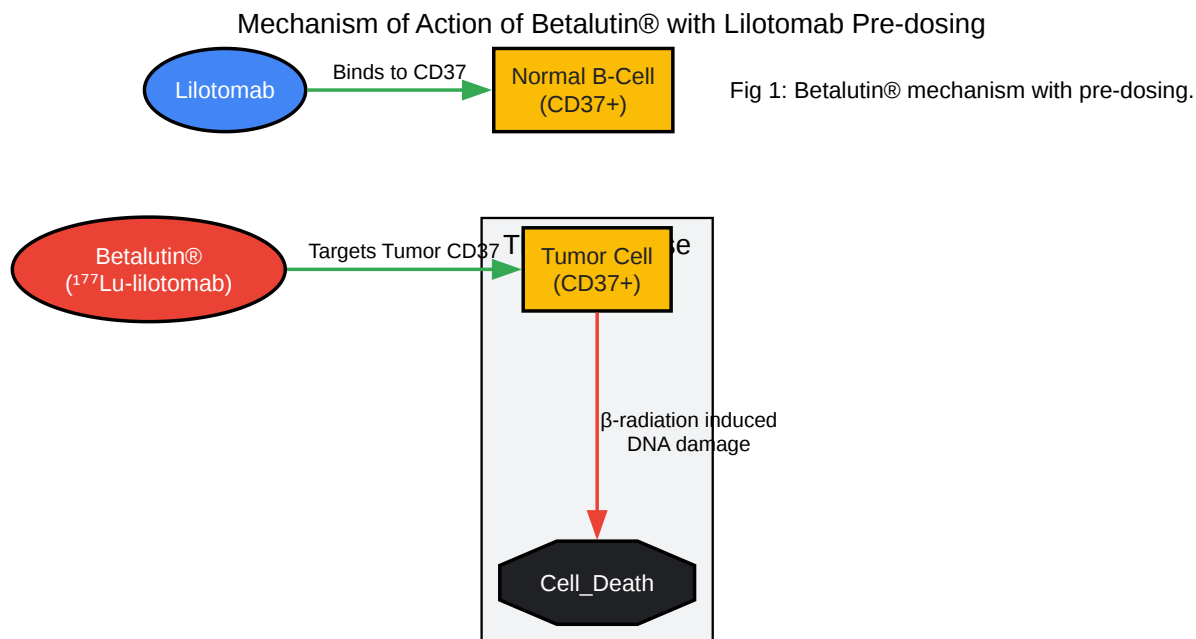 Mechanism of Action of Betalutin® with Lilotomab Pre-dosing
Lilotomab
Binds to CD37
Normal B-Cell
(CD37+)
Fig 1: Betalutin® mechanism with pre-dosing.
Betalutin®
(¹⁷⁷Lu-lilotomab)
Targets Tumor CD37
Tumor Cell
(CD37+)
β-radiation induced
DNA damage
Cell_Death